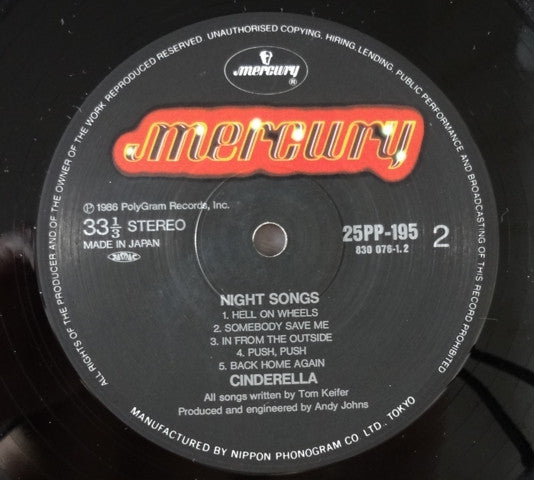 ALL RIGHTS OF THE PRODUCER AND OF THE OWNER OF THE WORK REPRODUCED RESERVED. UNAUTHORISED COPYING, HIRING, LENDING, PUBLIC PERFORMANCE AND BROADCASTING OF THIS RECORD PROHIBITED
mercury
®
mercury
℗ 1986 PolyGram Records, Inc.
33 1/3 STEREO
MADE IN JAPAN
25PP-195
830 076-1.2
2
NIGHT SONGS
1. HELL ON WHEELS
2. SOMEBODY SAVE ME
3. IN FROM THE OUTSIDE
4. PUSH, PUSH
5. BACK HOME AGAIN
CINDERELLA
All songs written by Tom Keifer
Produced and engineered by Andy Johns
MANUFACTURED BY NIPPON PHONOGRAM CO LTD., TOKYO